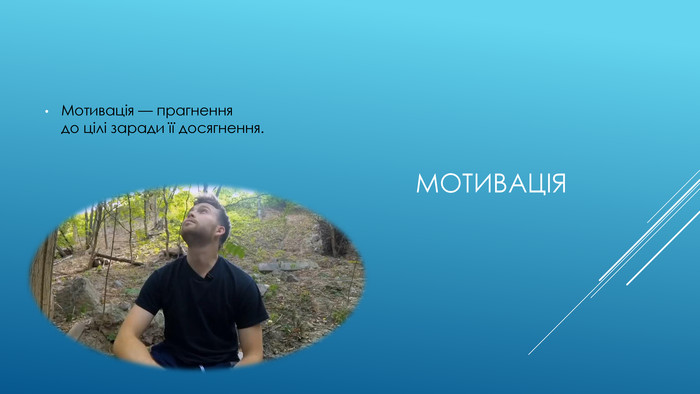 Мотивація — прагнення
до цілі заради її досягнення.
МОТИВАЦІЯ